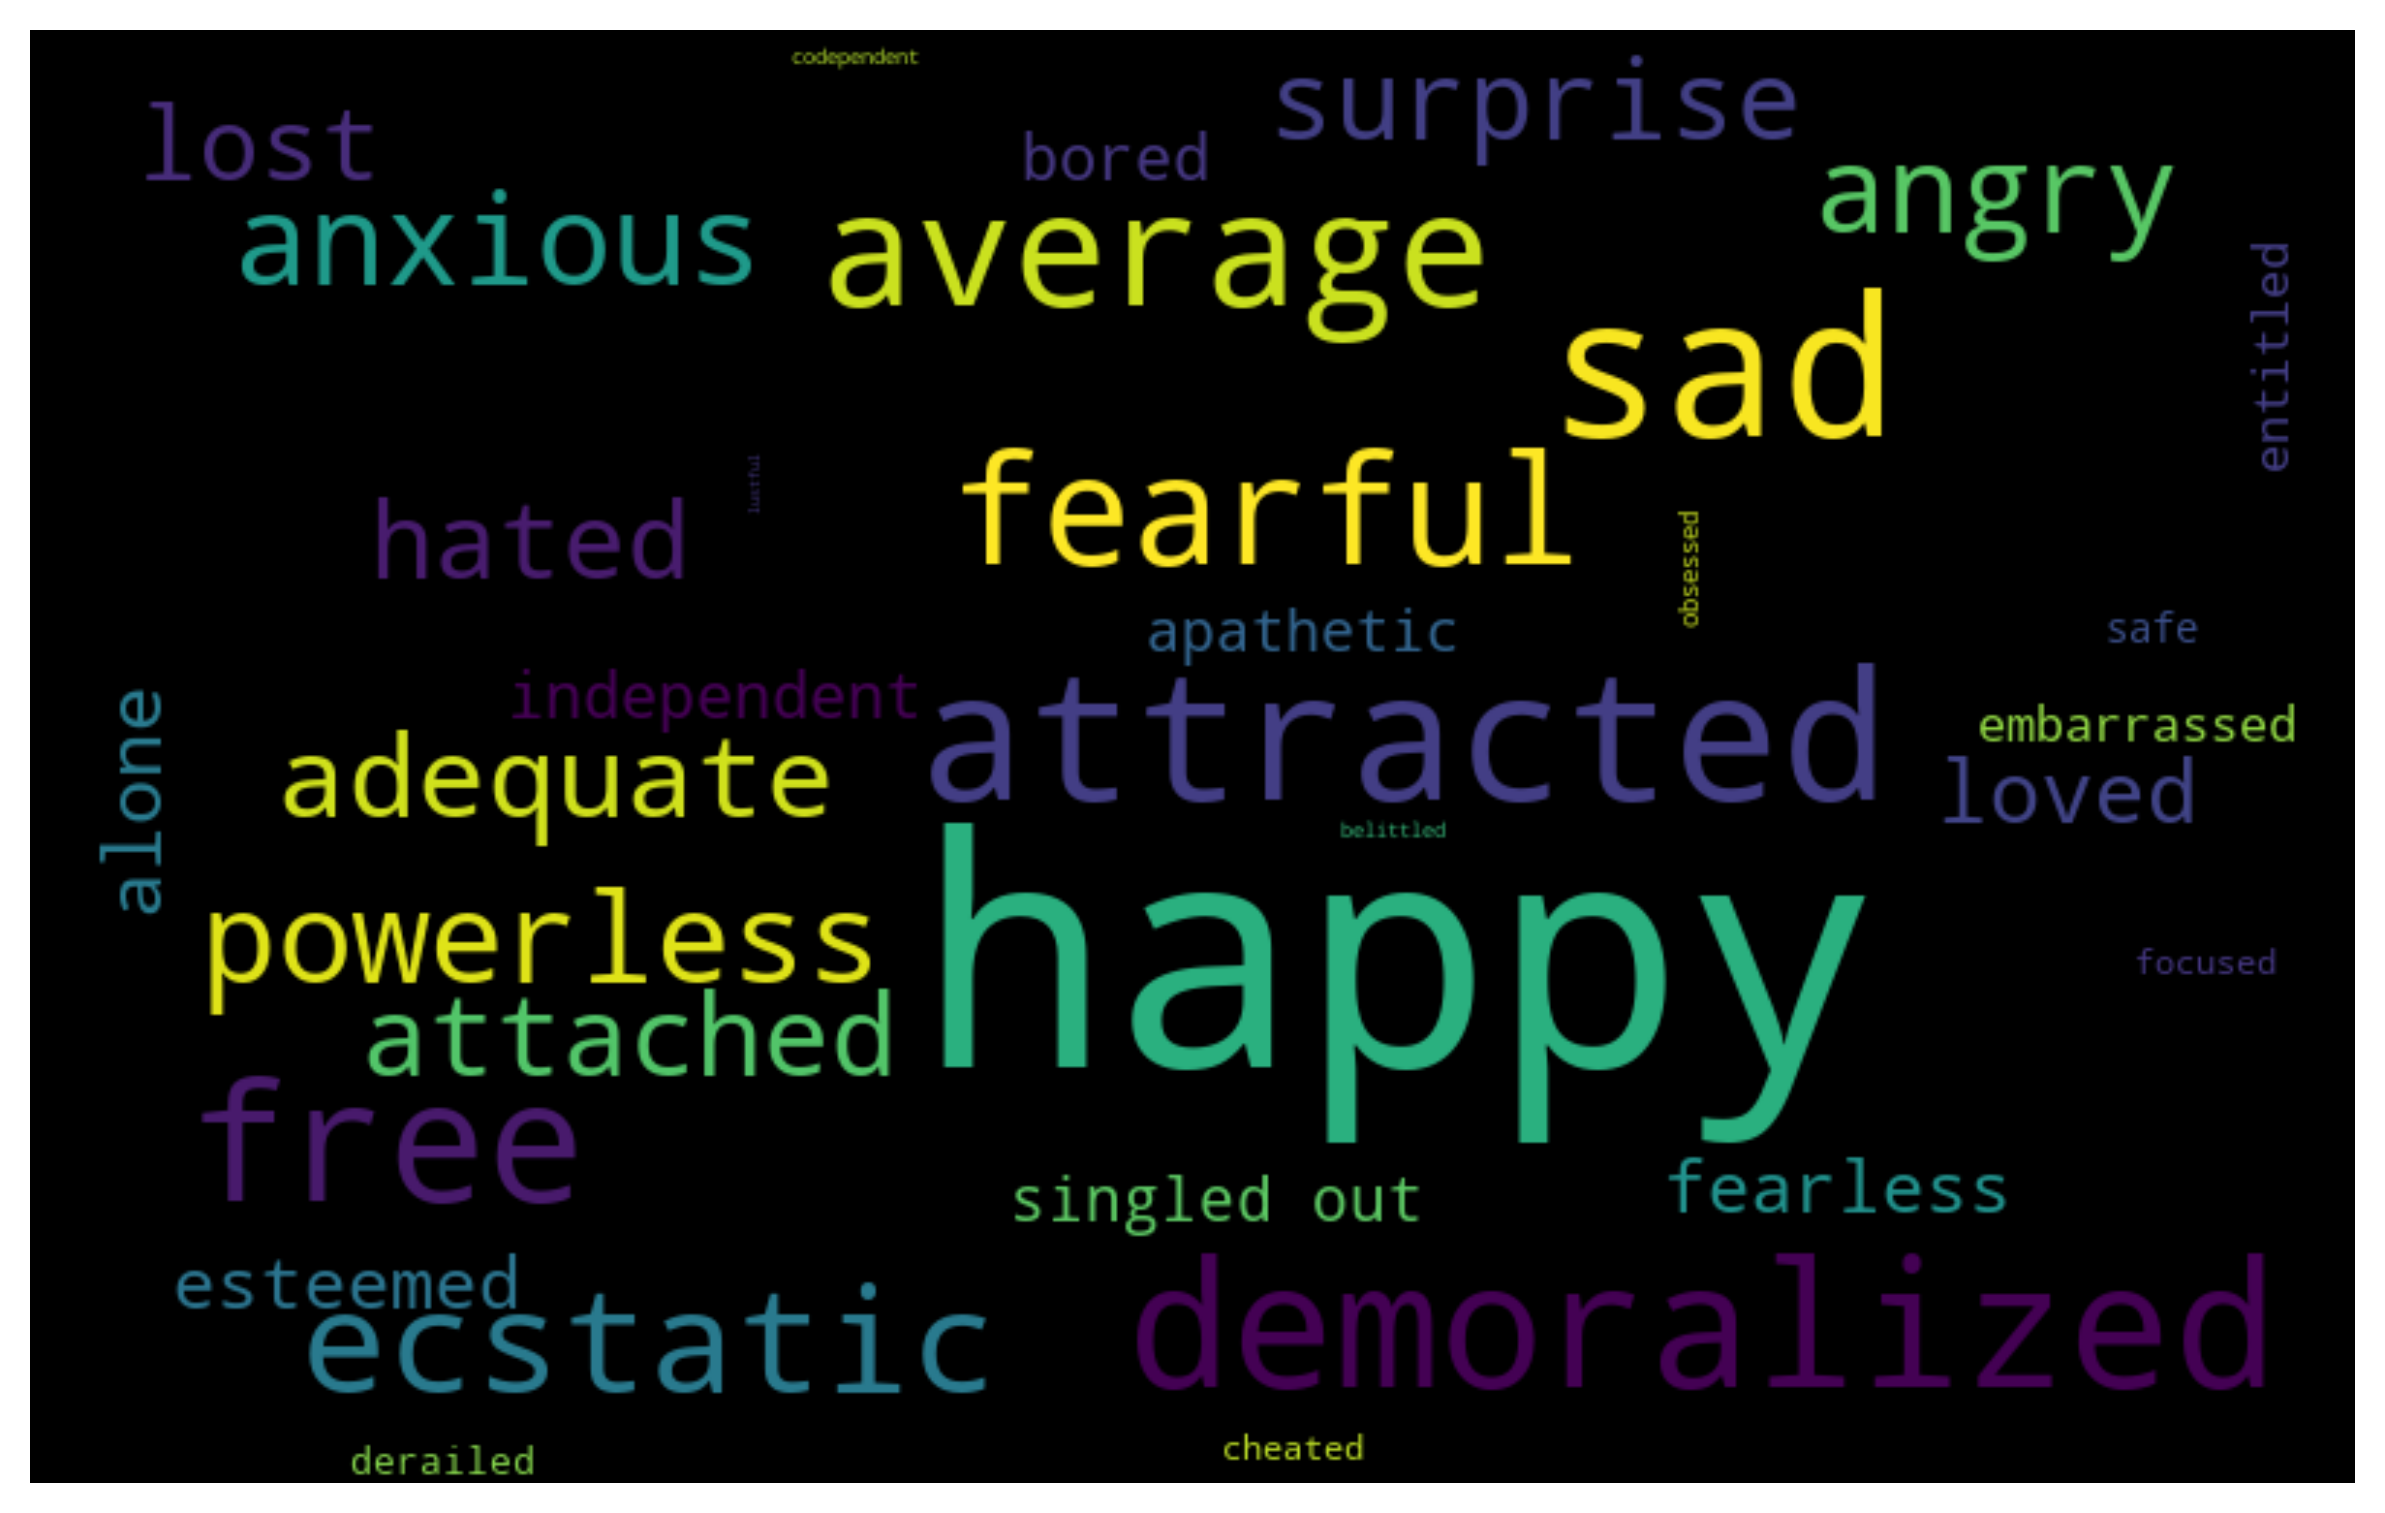 codependent
surprise
lost
bored
angry
anxious
average
entitled
sad
fearful
lustful
hated
obsessed
apathetic
safe
independent
attracted
embarrassed
alone
adequate
loved
belittled
happy
powerless
focused
attached
free
singled out
fearless
esteemed
ecstatic
demoralized
cheated
derailed